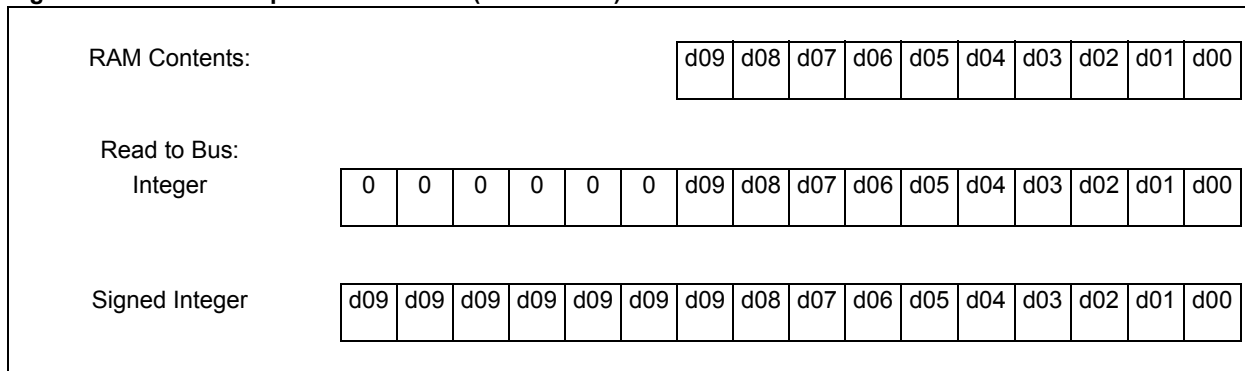 RAM Contents: d09 d08 d07 d06 d05 d04 d03 d02 d01 d00
Read to Bus:
Integer 0 0 0 0 0 0 d09 d08 d07 d06 d05 d04 d03 d02 d01 d00
Signed Integer d09 d09 d09 d09 d09 d09 d09 d08 d07 d06 d05 d04 d03 d02 d01 d00